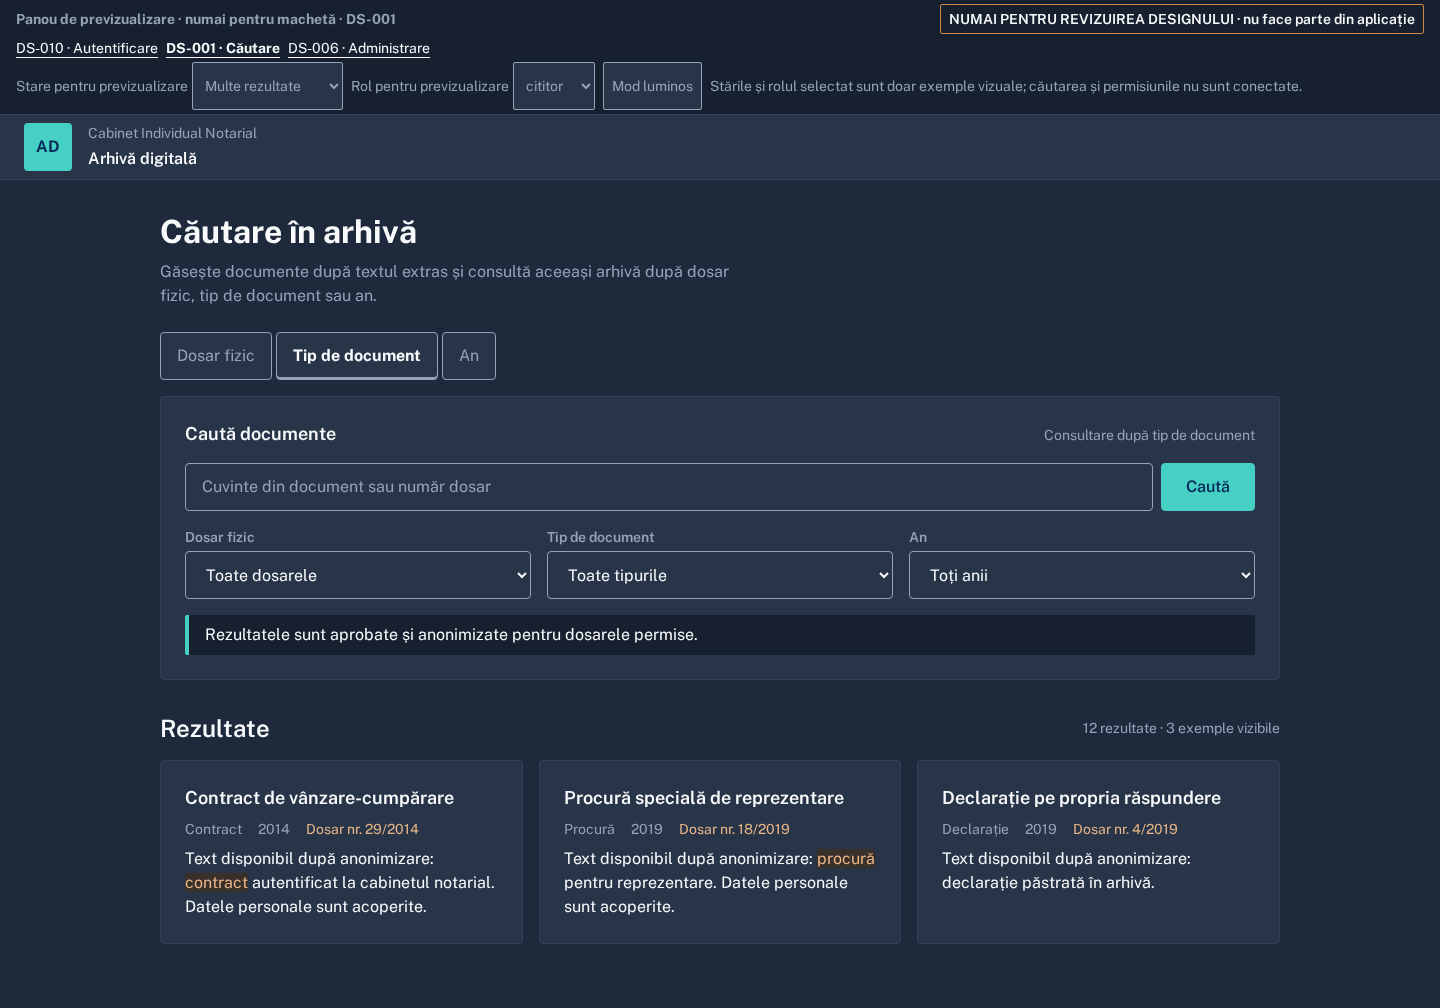 Panou de previzualizare · numai pentru machetă · DS-001
NUMAI PENTRU REVIZUIREA DESIGNULUI · nu face parte din aplicație
DS-010 · Autentificare DS-001 · Căutare DS-006 · Administrare
Stare pentru previzualizare Multe rezultate Rol pentru previzualizare cititor Mod luminos Stările și rolul selectat sunt doar exemple vizuale; căutarea și permisiunile nu sunt conectate.
AD
Cabinet Individual Notarial
Arhivă digitală
Căutare în arhivă
Găsește documente după textul extras și consultă aceeași arhivă după dosar
fizic, tip de document sau an.
Dosar fizic Tip de document An
Caută documente
Consultare după tip de document
Cuvinte din document sau număr dosar
Caută
Dosar fizic Tip de document An
Toate dosarele Toate tipurile Toți anii
Rezultatele sunt aprobate și anonimizate pentru dosarele permise.
Rezultate
12 rezultate · 3 exemple vizibile
Contract de vânzare-cumpărare
Contract 2014 Dosar nr. 29/2014
Text disponibil după anonimizare:
contract autentificat la cabinetul notarial.
Datele personale sunt acoperite.
Procură specială de reprezentare
Procură 2019 Dosar nr. 18/2019
Text disponibil după anonimizare: procură
pentru reprezentare. Datele personale
sunt acoperite.
Declarație pe propria răspundere
Declarație 2019 Dosar nr. 4/2019
Text disponibil după anonimizare:
declarație păstrată în arhivă.